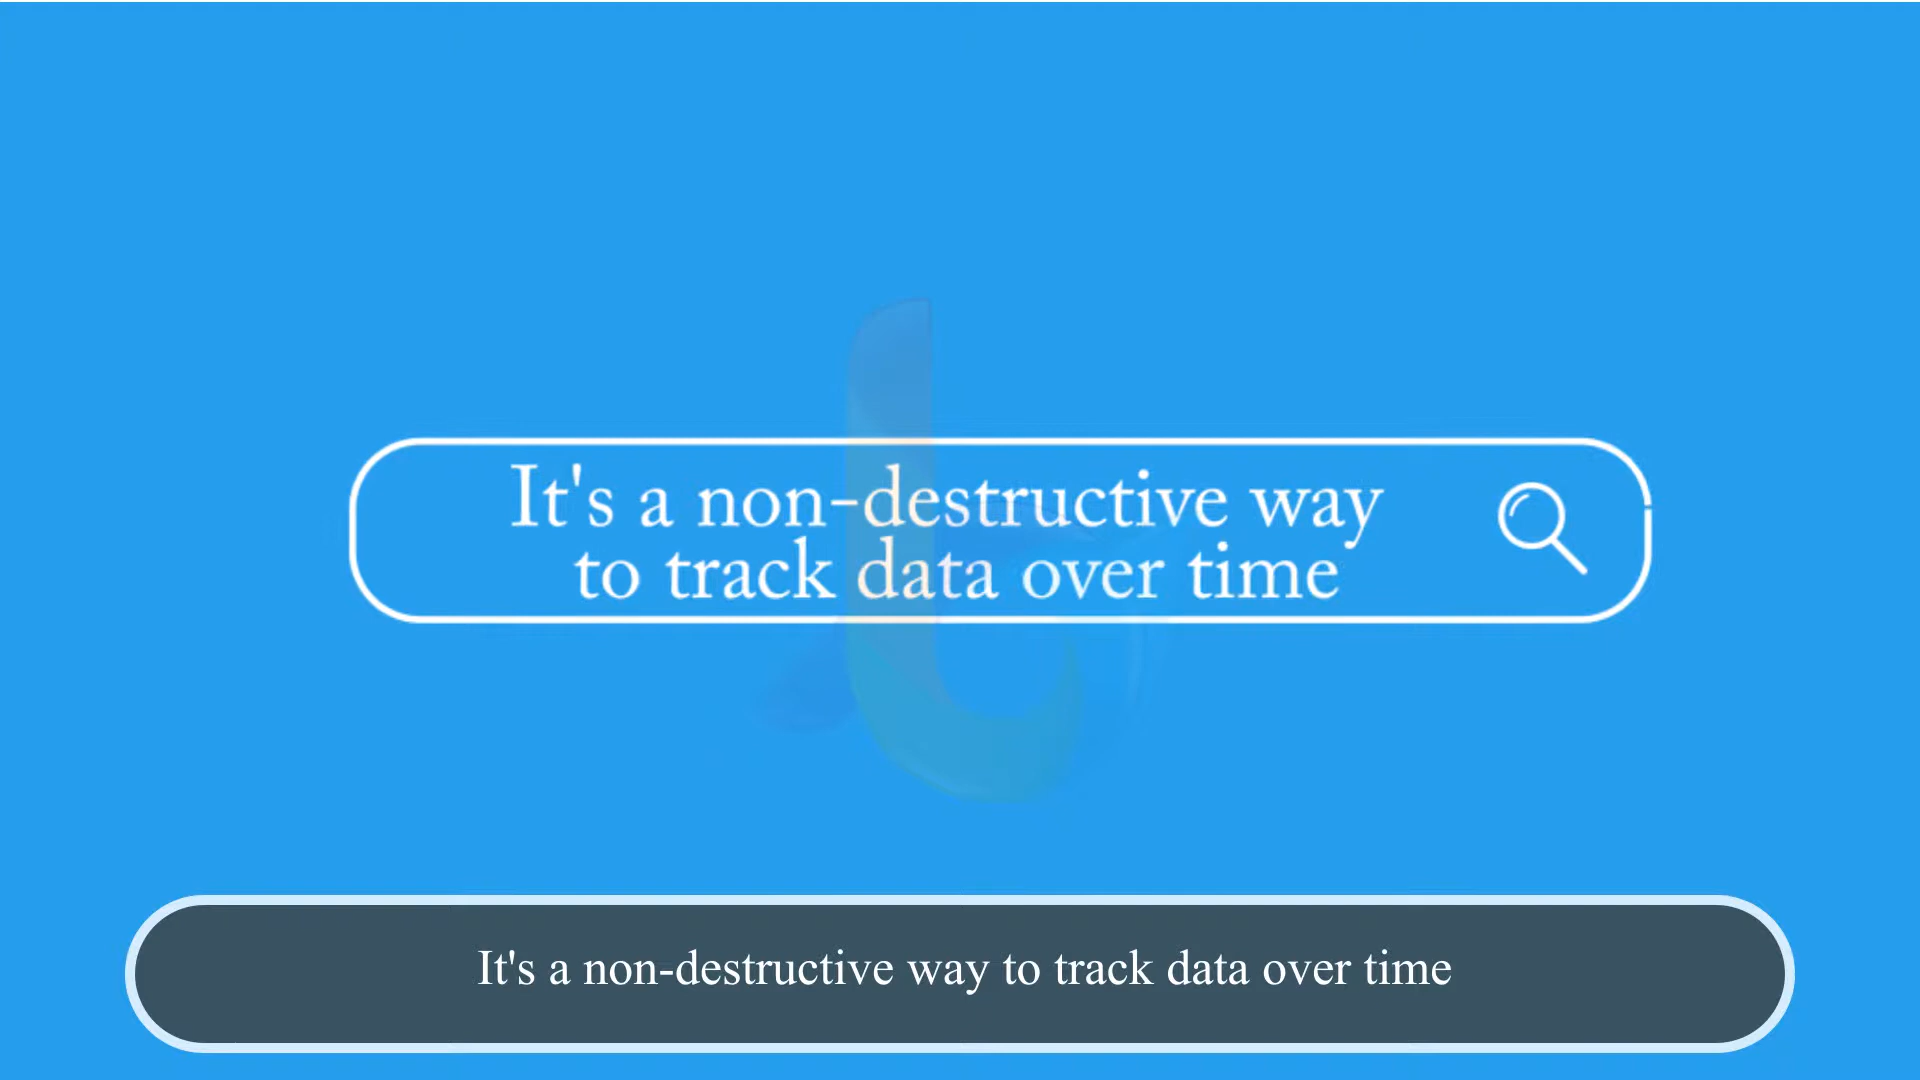 It's a non-destructive way
to track data over time
It's a non-destructive way to track data over time